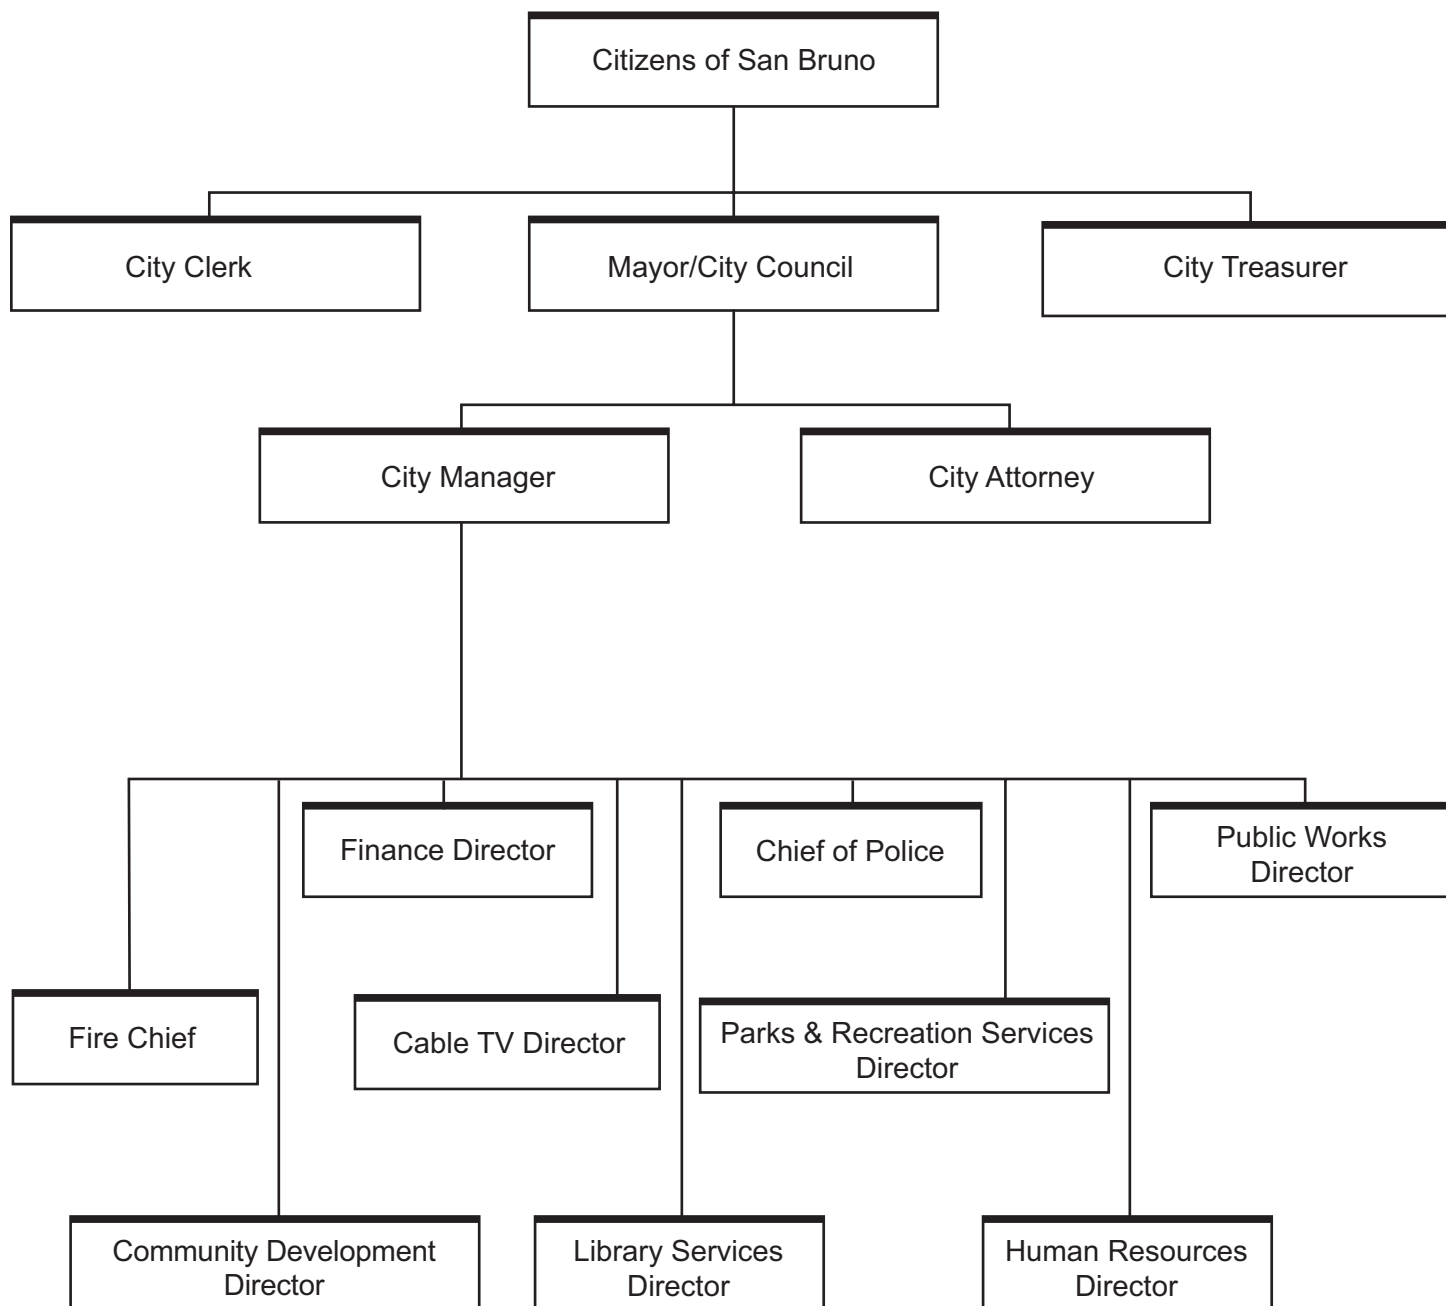 Citizens of San Bruno
City Clerk
Mayor/City Council
City Treasurer
City Manager
City Attorney
Finance Director
Chief of Police
Public Works
Director
Fire Chief
Cable TV Director
Parks & Recreation Services
Director
Community Development
Director
Library Services
Director
Human Resources
Director